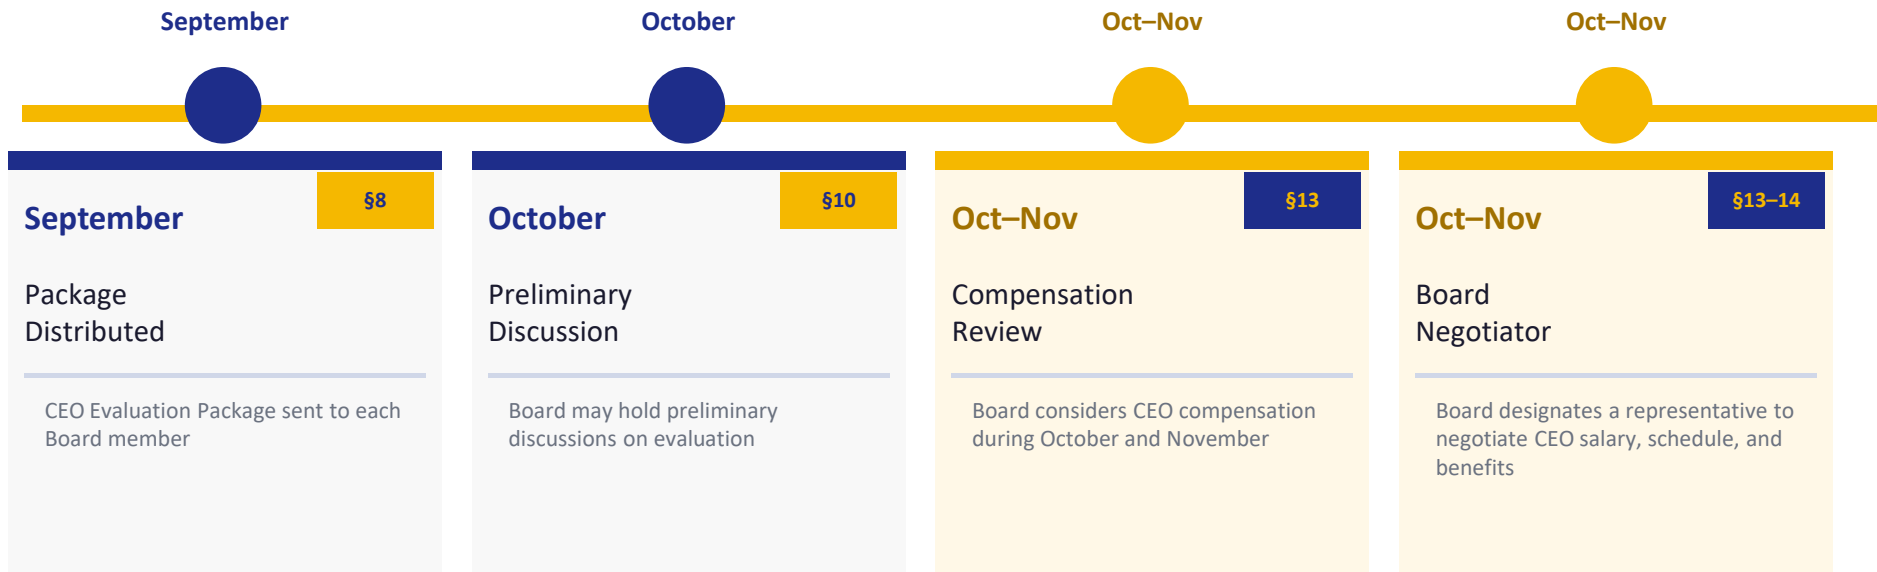 September
October
Oct–Nov
Oct–Nov
§8
September
Package
Distributed
CEO Evaluation Package sent to each
Board member
§10
October
Preliminary
Discussion
Board may hold preliminary
discussions on evaluation
§13
Oct–Nov
Compensation
Review
Board considers CEO compensation
during October and November
§13–14
Oct–Nov
Board
Negotiator
Board designates a representative to
negotiate CEO salary, schedule, and
benefits